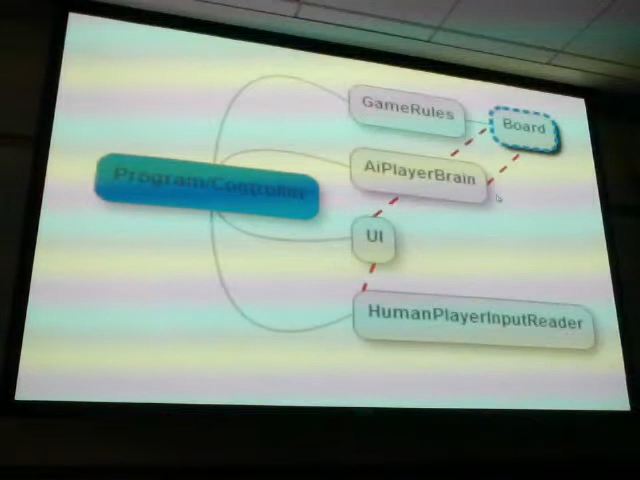 GameRules
Board
AiPlayerBrain
Program/Controller
UI
HumanPlayerInputReader